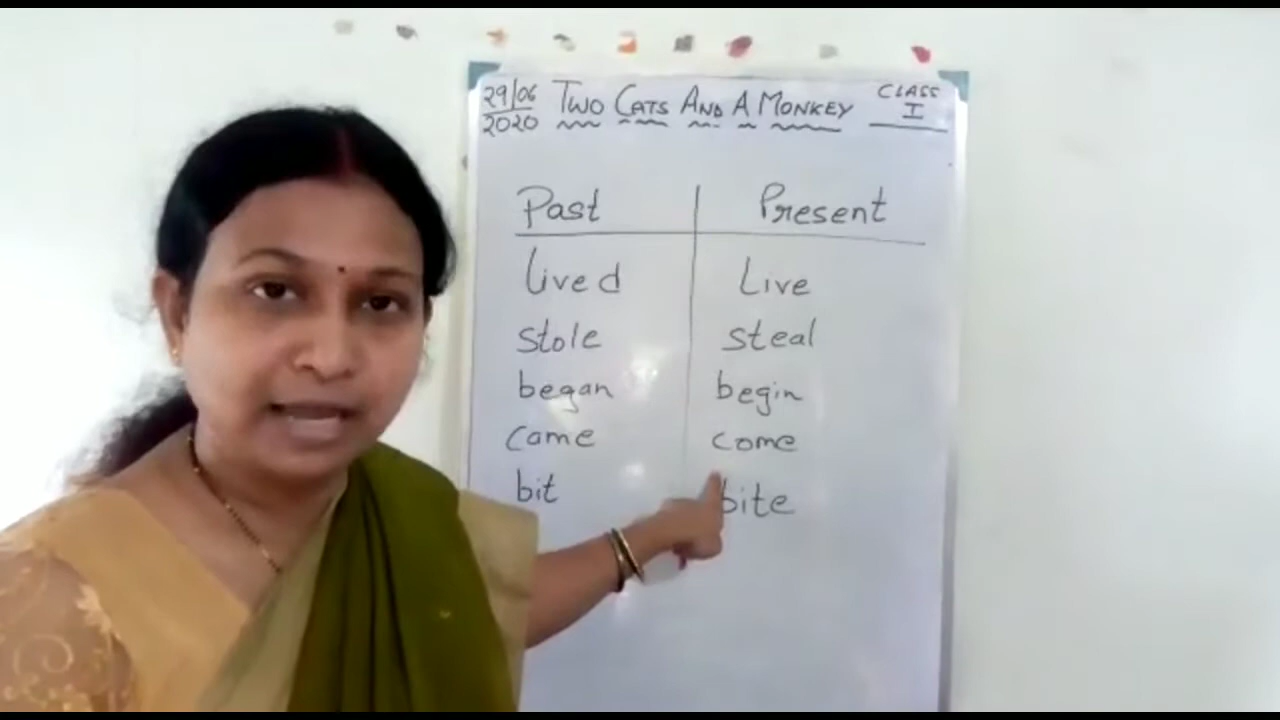 29/06 TWO CATS AND A MONKEY CLASS
2020 I
Past Present
Lived Live
stole steal
began begin
came come
bit bite